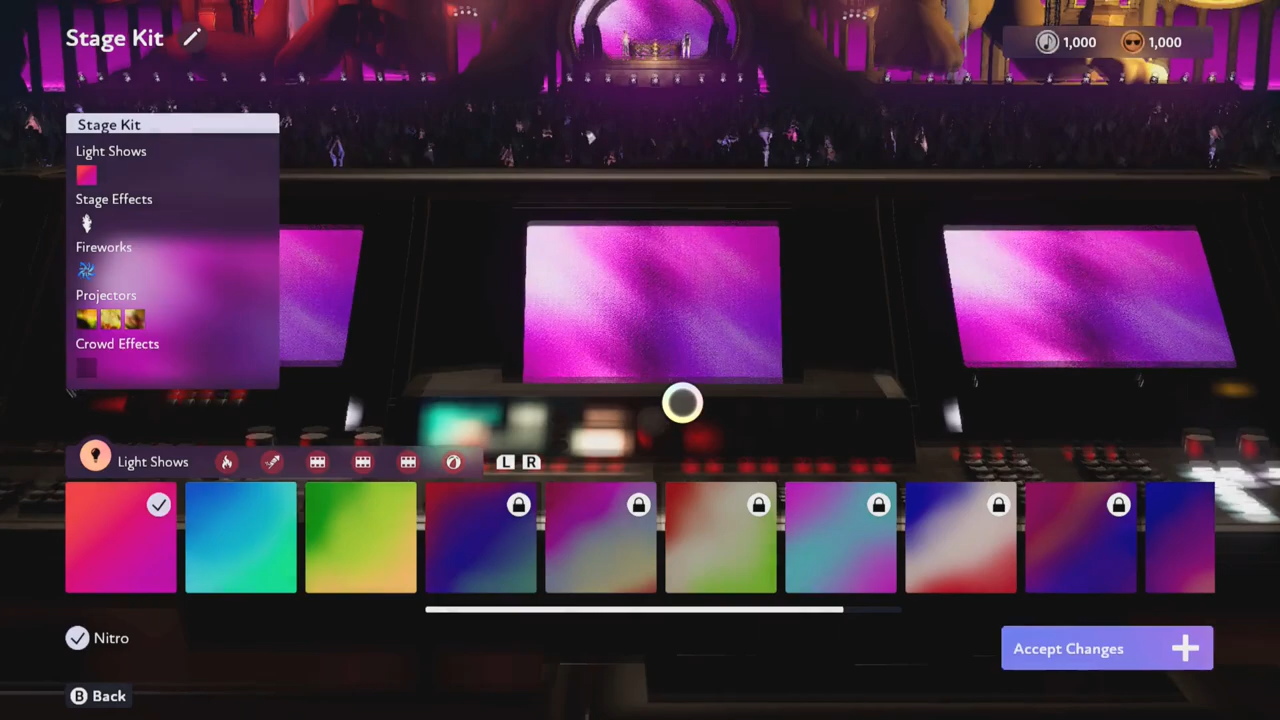 Stage Kit
1,000
1,000
Stage Kit
Light Shows
Stage Effects
Fireworks
Projectors
Crowd Effects
Light Shows
L R
Nitro
Accept Changes
B Back